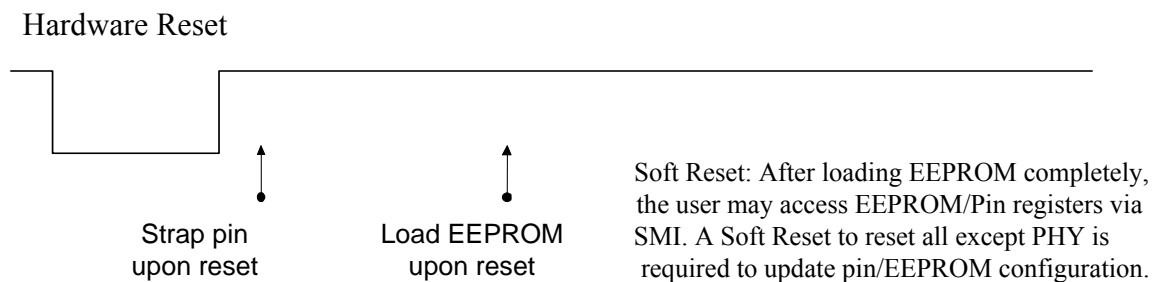 Hardware Reset
Strap pin
upon reset
Load EEPROM
upon reset
Soft Reset: After loading EEPROM completely,
the user may access EEPROM/Pin registers via
SMI. A Soft Reset to reset all except PHY is
required to update pin/EEPROM configuration.